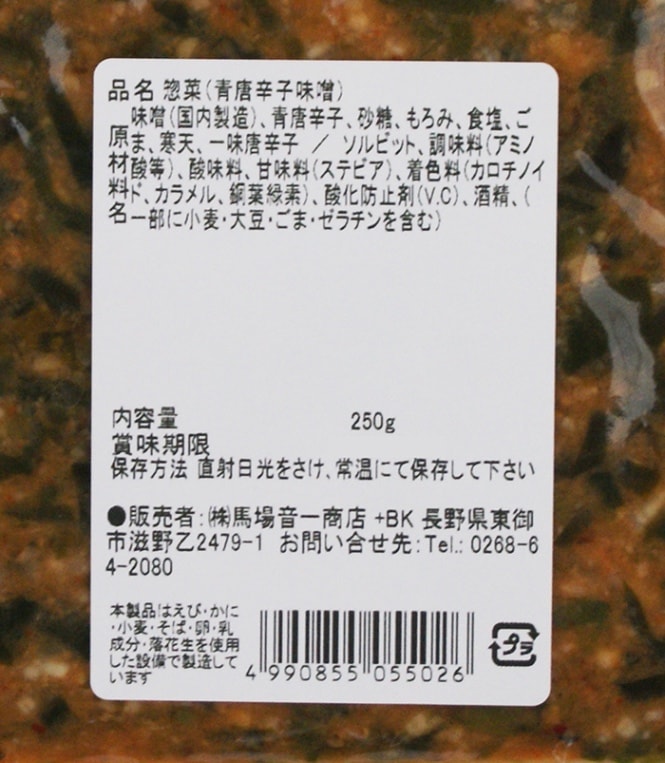 品名 惣菜(青唐辛子味噌)
味噌(国内製造)、青唐辛子、砂糖、もろみ、食塩、ご
原ま、寒天、一味唐辛子 / ソルビット、調味料(アミノ
材酸等)、酸味料、甘味料(ステビア)、着色料(カロチノイ
料ド、カラメル、銅葉緑素)、酸化防止剤(V.C)、酒精、(
名一部に小麦・大豆・ごま・ゼラチンを含む)
内容量 250g
賞味期限
保存方法 直射日光をさけ、常温にて保存して下さい
●販売者:㈱馬場音一商店 +BK 長野県東御
市滋野乙2479-1 お問い合せ先:Tel.: 0268-6
4-2080
本製品はえび・かに
・小麦・そば・卵・乳
成分・落花生を使用
した設備で製造して
います
4 990855 055026
プラ